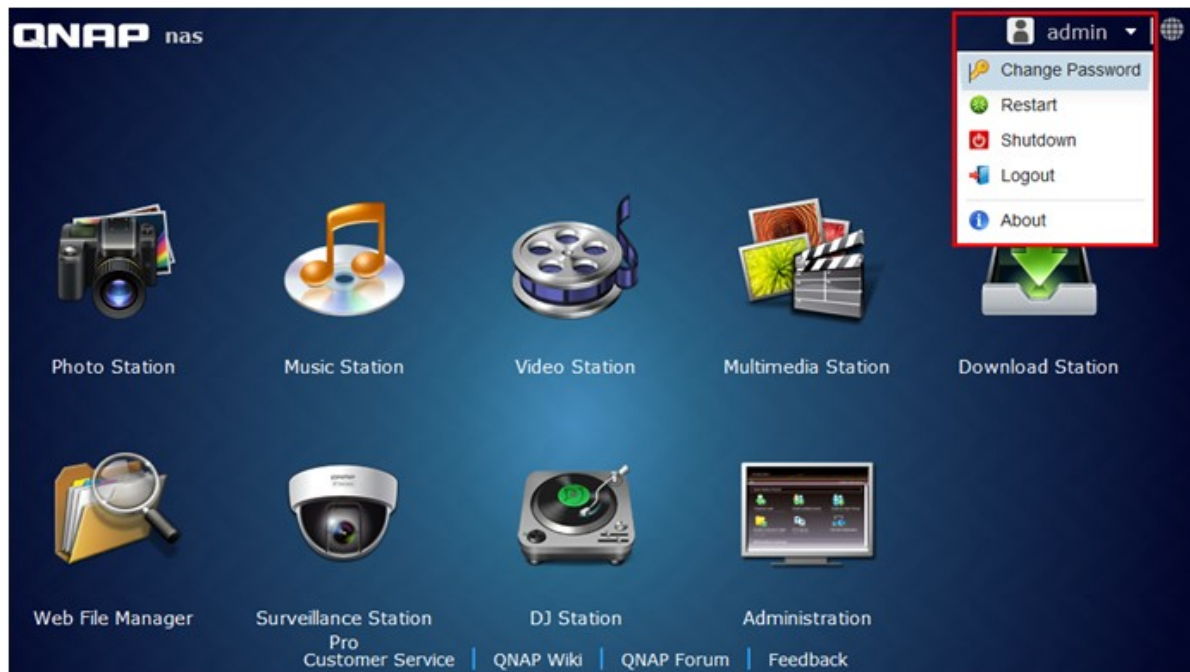 QNAP nas
admin
Change Password
Restart
Shutdown
Logout
About
Photo Station
Music Station
Video Station
Multimedia Station
Download Station
Web File Manager
Surveillance Station
Pro
DJ Station
Administration
Customer Service | QNAP Wiki | QNAP Forum | Feedback